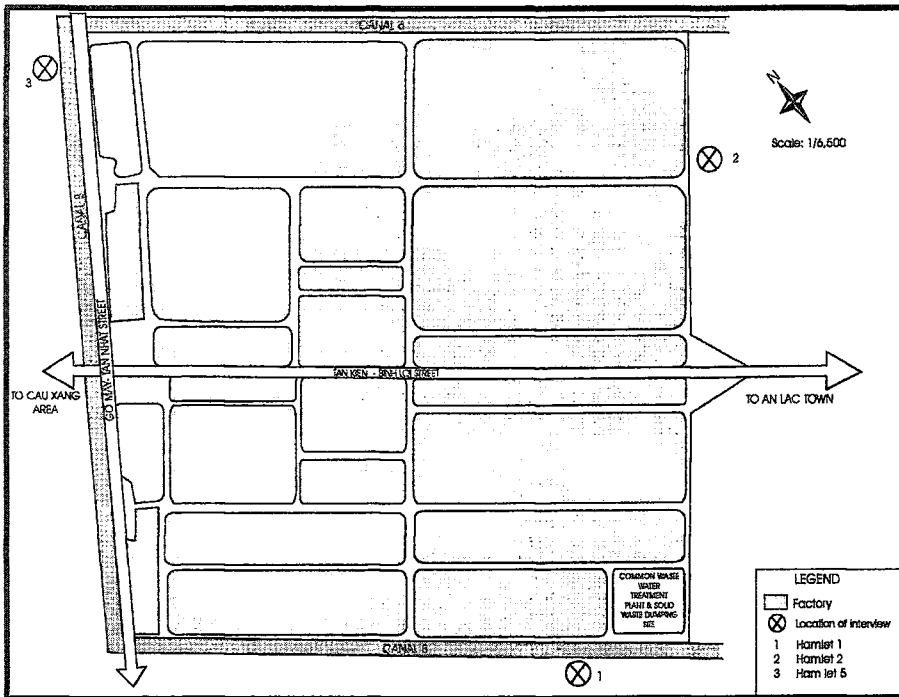 CANAL 6
3
N
Scale: 1/6,500
2
CANAL 8
GO MAY- TAN NHAT STREET
TAN KIEN - BINH LOI STREET
TO CAU XANG
AREA
TO AN LAC TOWN
COMMON WASE
WATER
TREATMENT
PLANT & SOLID
WASTE DUMPING
SIZE
CANAL 8
1
LEGEND
Factory
Location of interview
1 Hamlet 1
2 Hamlet 2
3 Ham let 5